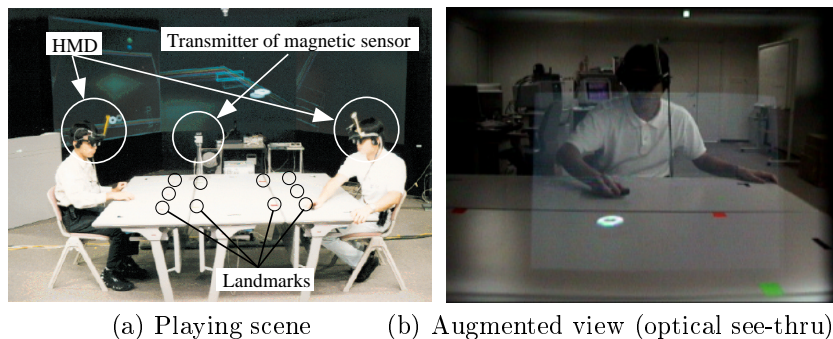 HMD
Transmitter of magnetic sensor
Landmarks
(a) Playing scene
(b) Augmented view (optical see-thru)